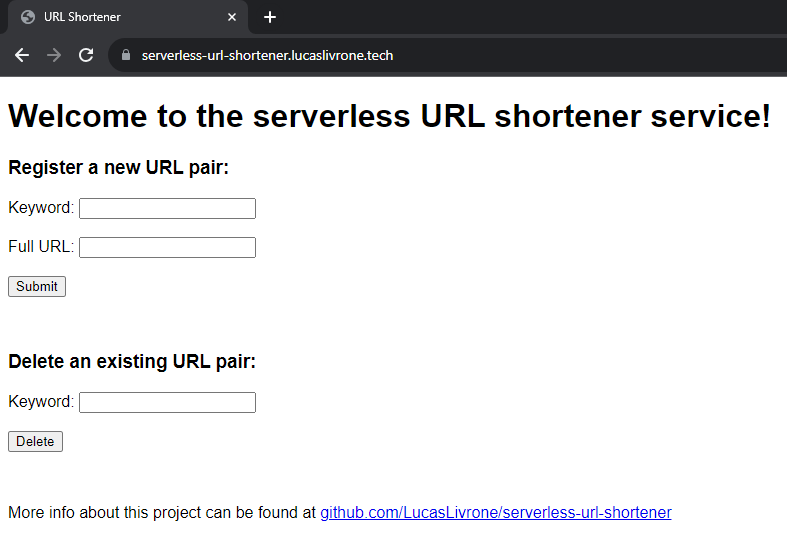 URL Shortener
serverless-url-shortener.lucaslivrone.tech
Welcome to the serverless URL shortener service!
Register a new URL pair:
Keyword:
Full URL:
Submit
Delete an existing URL pair:
Keyword:
Delete
More info about this project can be found at github.com/LucasLivrone/serverless-url-shortener